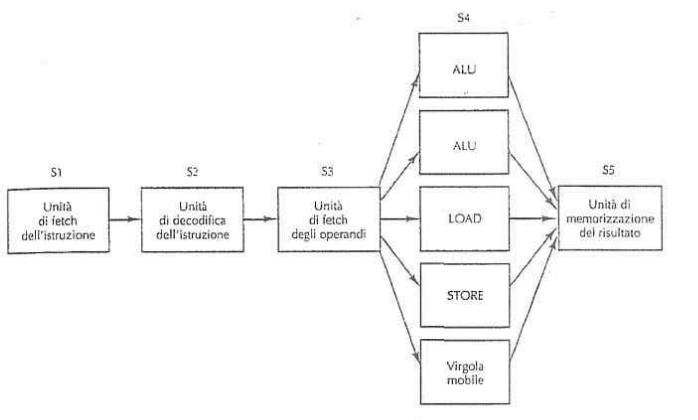 S4
ALU
ALU
S1
S2
S3
S5
Unità
di fetch
dell'istruzione
Unità
di decodifica
dell'istruzione
Unità
di fetch
degli operandi
LOAD
Unità di
memorizzazione
del risultato
STORE
Virgola
mobile